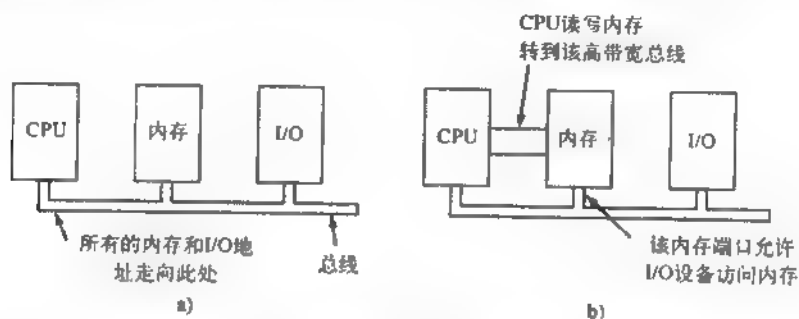 CPU
内存
I/O
所有的内存和I/O地
址走向此处
总线
a)
CPU读写内存
转到该高带宽总线
CPU
内存
I/O
该内存端口允许
I/O设备访问内存
b)